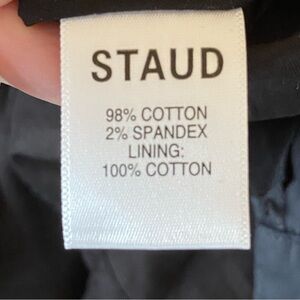 STAUD
98% COTTON
2% SPANDEX
LINING:
100% COTTON